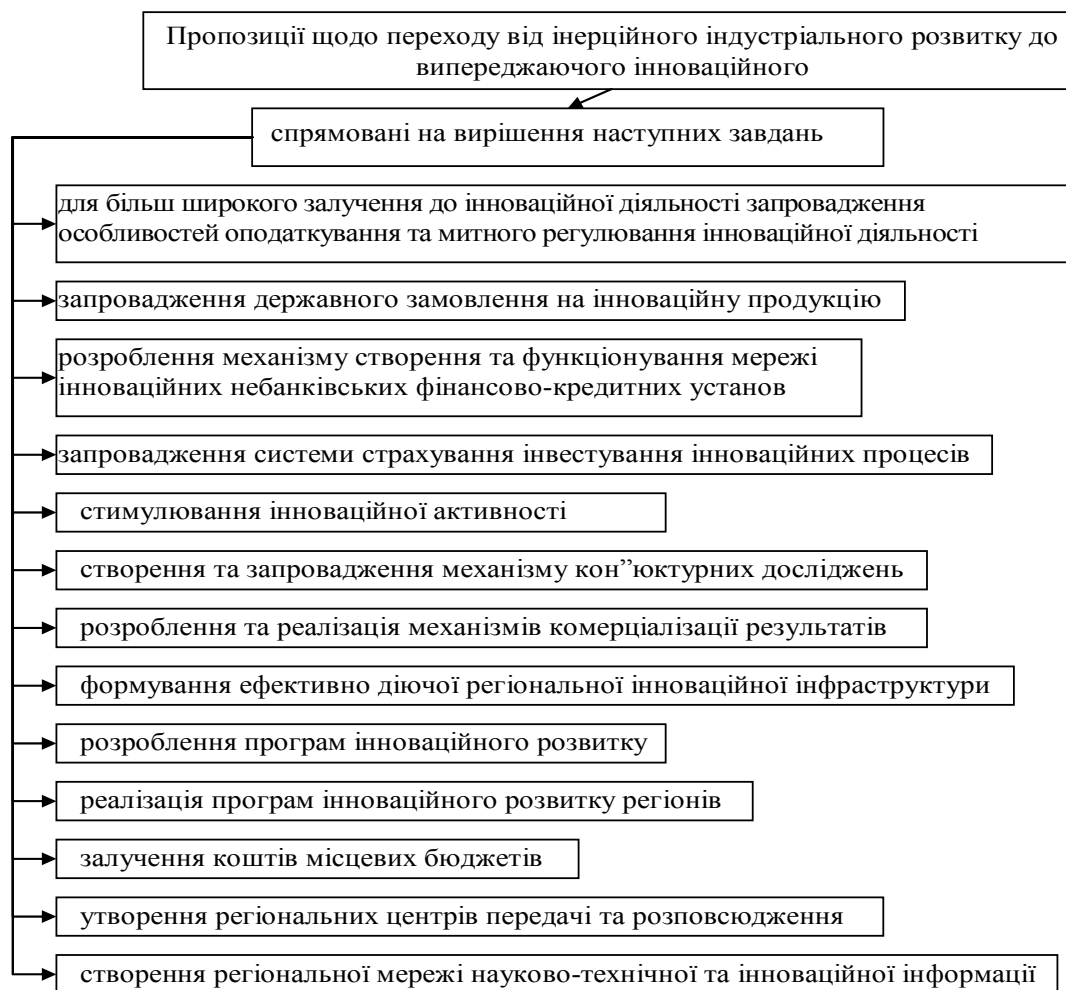 Пропозиції щодо переходу від інерційного індустріального розвитку до
випереджаючого інноваційного
спрямовані на вирішення наступних завдань
для більш широкого залучення до інноваційної діяльності запровадження
особливостей оподаткування та митного регулювання інноваційної діяльності
запровадження державного замовлення на інноваційну продукцію
розроблення механізму створення та функціонування мережі
інноваційних небанківських фінансово-кредитних установ
запровадження системи страхування інвестування інноваційних процесів
стимулювання інноваційної активності
створення та запровадження механізму кон”юктурних досліджень
розроблення та реалізація механізмів комерціалізації результатів
формування ефективно діючої регіональної інноваційної інфраструктури
розроблення програм інноваційного розвитку
реалізація програм інноваційного розвитку регіонів
залучення коштів місцевих бюджетів
утворення регіональних центрів передачі та розповсюдження
створення регіональної мережі науково-технічної та інноваційної інформації